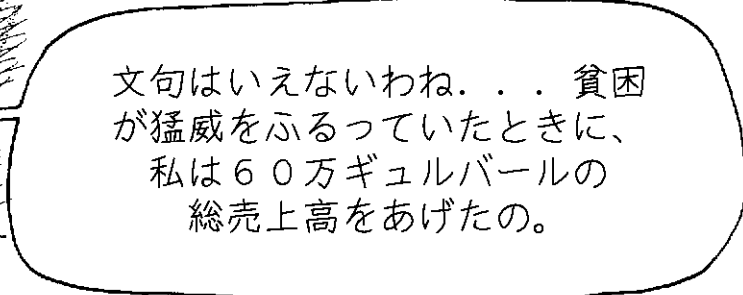 文句はいえないわね．．．貧困
が猛威をふるっていたときに、
私は６０万ギュルバールの
総売上高をあげたの。